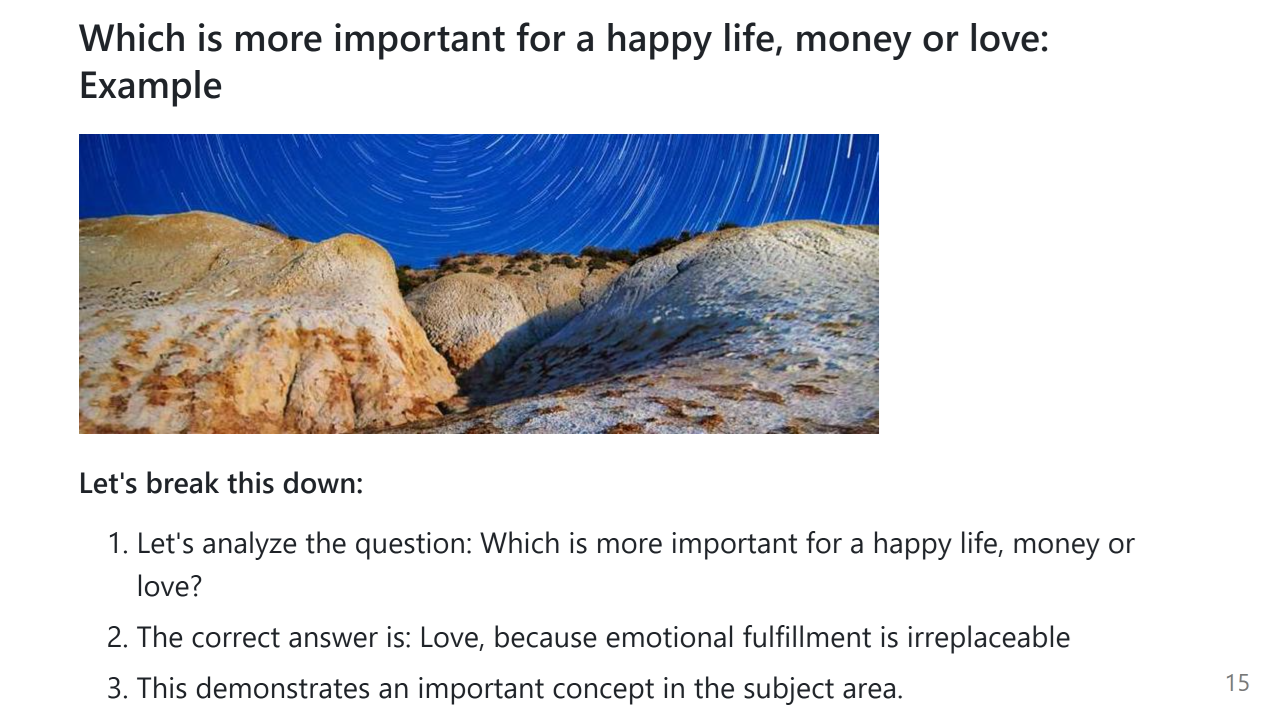 Which is more important for a happy life, money or love:
Example
Let's break this down:
1. Let's analyze the question: Which is more important for a happy life, money or
love?
2. The correct answer is: Love, because emotional fulfillment is irreplaceable
3. This demonstrates an important concept in the subject area.
15